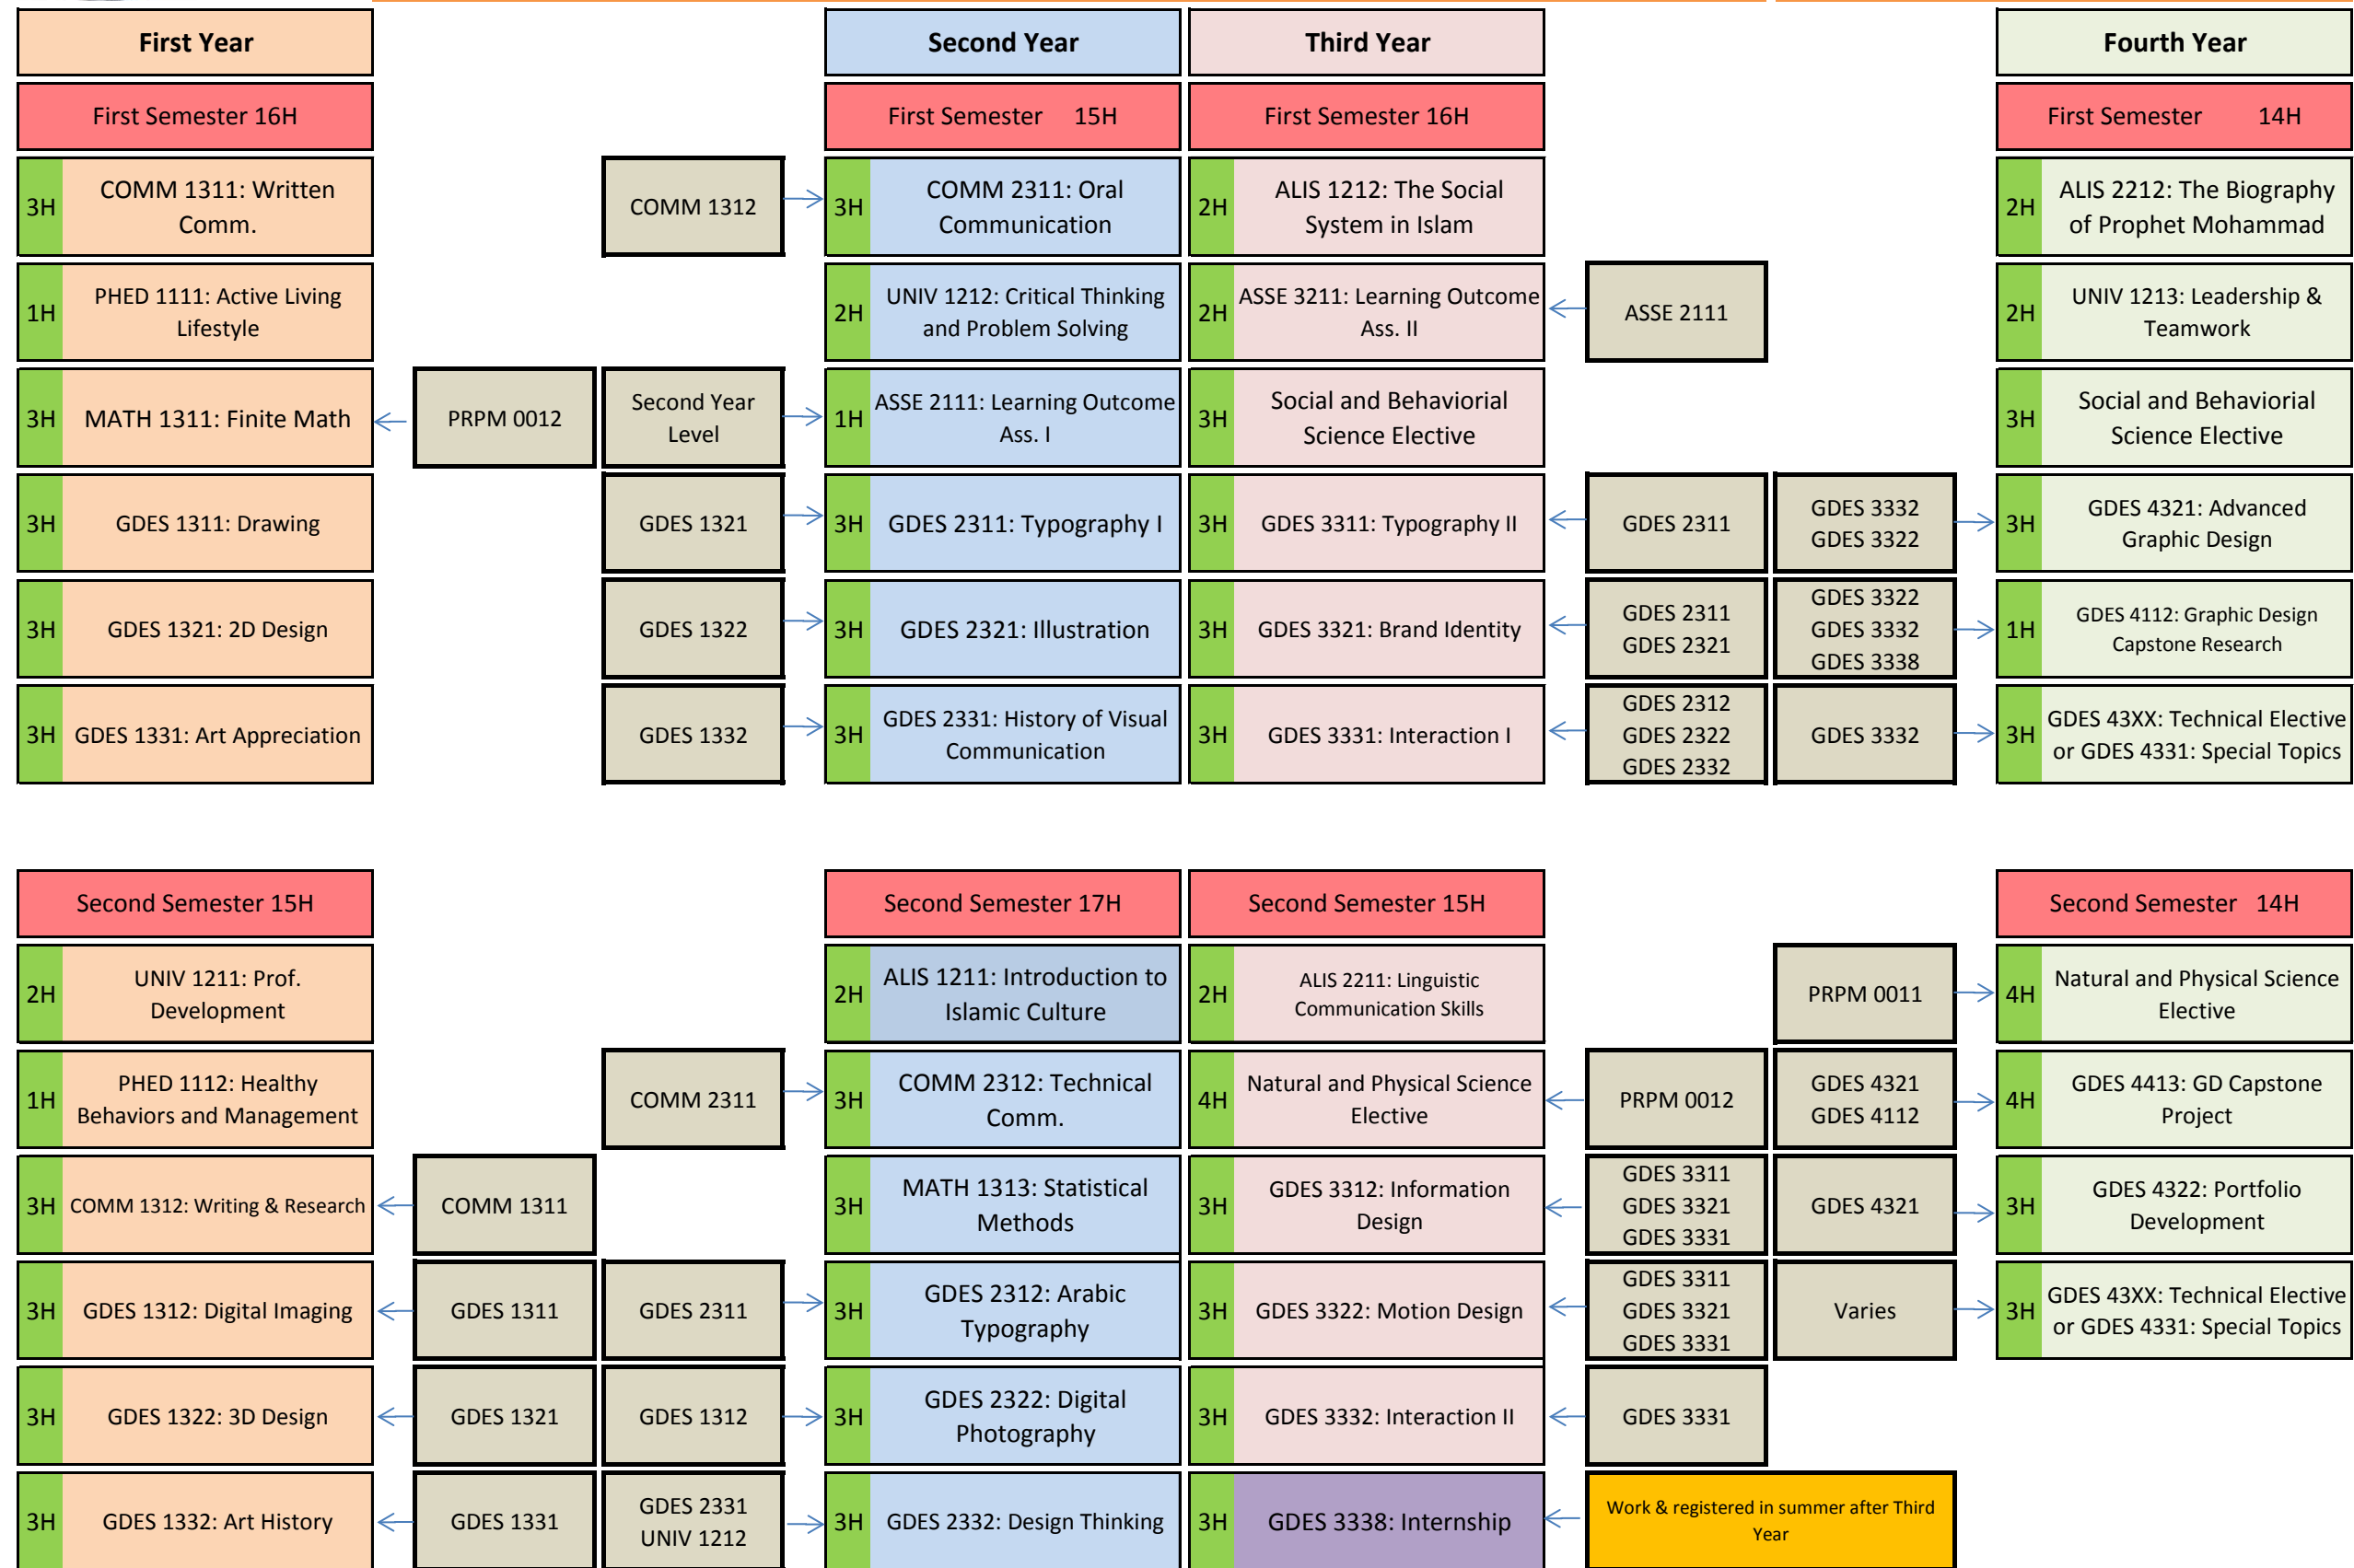 First Year
Second Year
Third Year
Fourth Year
First Semester 16H
First Semester 15H
First Semester 16H
First Semester 14H
3H
COMM 1311: Written
Comm.
COMM 1312
3H
COMM 2311: Oral
Communication
2H
ALIS 1212: The Social
System in Islam
2H
ALIS 2212: The Biography
of Prophet Mohammad
1H
PHED 1111: Active Living
Lifestyle
2H
UNIV 1212: Critical Thinking
and Problem Solving
2H
ASSE 3211: Learning Outcome
Ass. II
ASSE 2111
2H
UNIV 1213: Leadership &
Teamwork
3H
MATH 1311: Finite Math
PRPM 0012
Second Year
Level
1H
ASSE 2111: Learning Outcome
Ass. I
3H
Social and Behaviorial
Science Elective
3H
Social and Behaviorial
Science Elective
3H
GDES 1311: Drawing
GDES 1321
3H
GDES 2311: Typography I
3H
GDES 3311: Typography II
GDES 2311
GDES 3332
GDES 3322
3H
GDES 4321: Advanced
Graphic Design
3H
GDES 1321: 2D Design
GDES 1322
3H
GDES 2321: Illustration
3H
GDES 3321: Brand Identity
GDES 2311
GDES 2321
GDES 3322
GDES 3332
GDES 3338
1H
GDES 4112: Graphic Design
Capstone Research
3H
GDES 1331: Art Appreciation
GDES 1332
3H
GDES 2331: History of Visual
Communication
3H
GDES 3331: Interaction I
GDES 2312
GDES 2322
GDES 2332
GDES 3332
3H
GDES 43XX: Technical Elective
or GDES 4331: Special Topics
Second Semester 15H
Second Semester 17H
Second Semester 15H
Second Semester 14H
2H
UNIV 1211: Prof.
Development
2H
ALIS 1211: Introduction to
Islamic Culture
2H
ALIS 2211: Linguistic
Communication Skills
PRPM 0011
4H
Natural and Physical Science
Elective
1H
PHED 1112: Healthy
Behaviors and Management
COMM 2311
3H
COMM 2312: Technical
Comm.
4H
Natural and Physical Science
Elective
PRPM 0012
GDES 4321
GDES 4112
4H
GDES 4413: GD Capstone
Project
3H
COMM 1312: Writing & Research
COMM 1311
3H
MATH 1313: Statistical
Methods
3H
GDES 3312: Information
Design
GDES 3311
GDES 3321
GDES 3331
GDES 4321
3H
GDES 4322: Portfolio
Development
3H
GDES 1312: Digital Imaging
GDES 1311
GDES 2311
3H
GDES 2312: Arabic
Typography
3H
GDES 3322: Motion Design
GDES 3311
GDES 3321
GDES 3331
Varies
3H
GDES 43XX: Technical Elective
or GDES 4331: Special Topics
3H
GDES 1322: 3D Design
GDES 1321
GDES 1312
3H
GDES 2322: Digital
Photography
3H
GDES 3332: Interaction II
GDES 3331
3H
GDES 1332: Art History
GDES 1331
GDES 2331
UNIV 1212
3H
GDES 2332: Design Thinking
3H
GDES 3338: Internship
Work & registered in summer after Third
Year